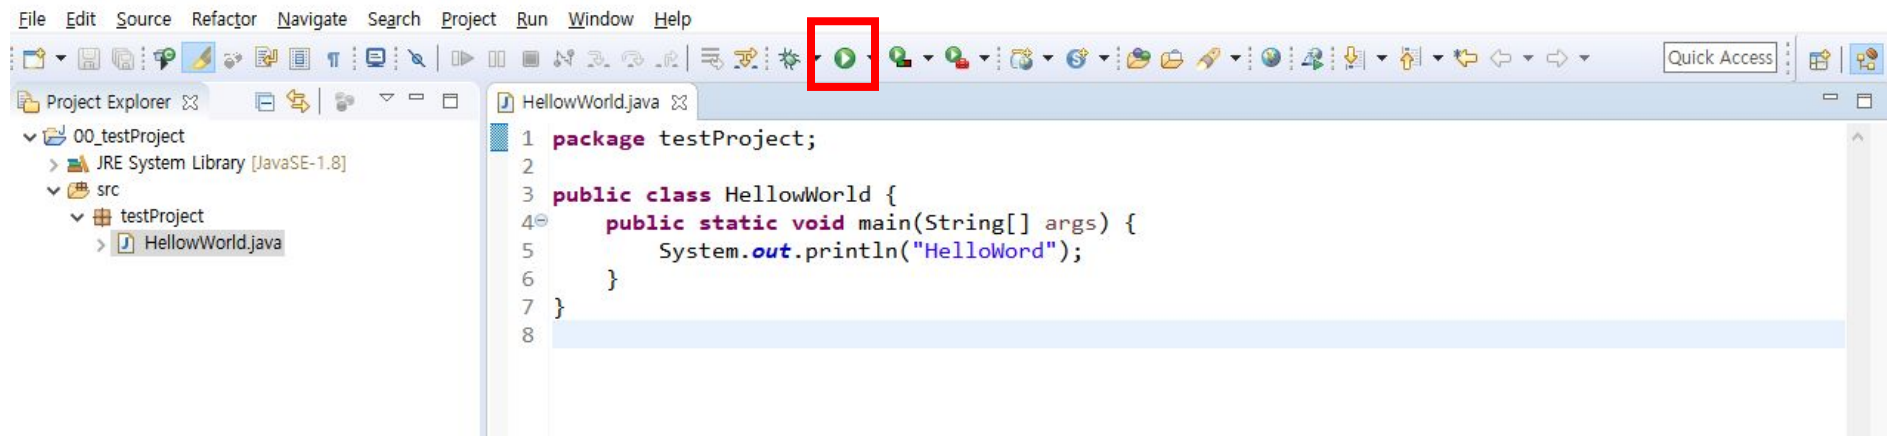 File Edit Source Refactor Navigate Search Project Run Window Help
Quick Access
Project Explorer
HellowWorld.java
00_testProject
JRE System Library [JavaSE-1.8]
src
testProject
HellowWorld.java
1 package testProject;
2
3 public class HellowWorld {
4 public static void main(String[] args) {
5 System.out.println("HelloWord");
6 }
7 }
8